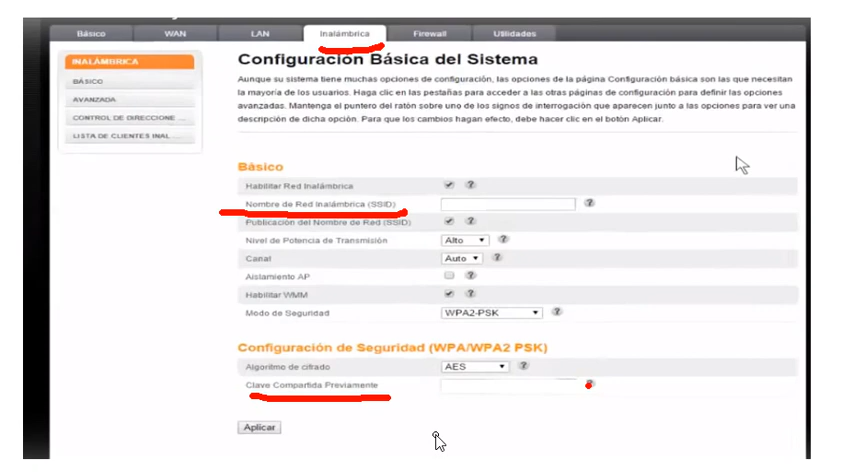 Básico WAN LAN Inalámbrica Firewall Utilidades
INALÁMBRICA
BÁSICO
AVANZADA
CONTROL DE DIRECCIONE ...
LISTA DE CLIENTES INAL ...
Configuración Básica del Sistema
Aunque su sistema tiene muchas opciones de configuración, las opciones de la página Configuración básica son las que necesitan
la mayoría de los usuarios. Haga clic en las pestañas para acceder a las otras páginas de configuración para definir las opciones
avanzadas. Mantenga el puntero del ratón sobre uno de los signos de interrogación que aparecen junto a las opciones para ver una
descripción de dicha opción. Para que los cambios hagan efecto, debe hacer clic en el botón Aplicar.
Básico
Habilitar Red Inalámbrica ?
Nombre de Red Inalámbrica (SSID) ?
Publicación del Nombre de Red (SSID) ?
Nivel de Potencia de Transmisión Alto ?
Canal Auto ?
Aislamiento AP ?
Habilitar WMM ?
Modo de Seguridad WPA2-PSK ?
Configuración de Seguridad (WPA/WPA2 PSK)
Algoritmo de cifrado AES ?
Clave Compartida Previamente
Aplicar